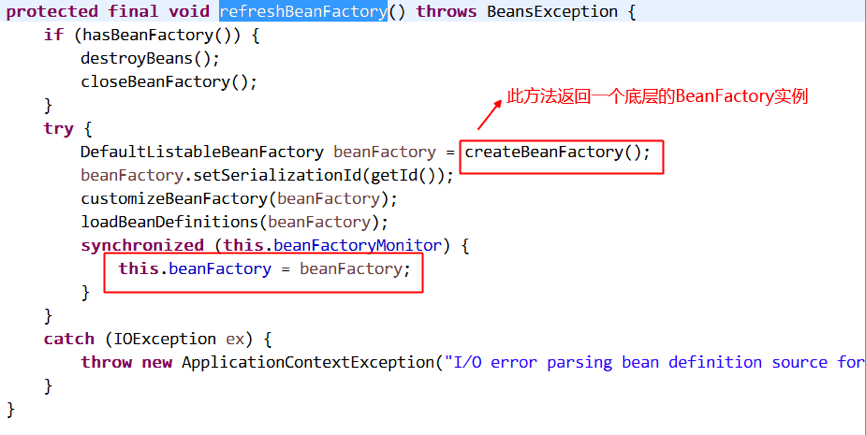 protected final void refreshBeanFactory() throws BeansException {
if (hasBeanFactory()) {
destroyBeans();
closeBeanFactory();
}
此方法返回一个底层的BeanFactory实例
try {
DefaultListableBeanFactory beanFactory = createBeanFactory();
beanFactory.setSerializationId(getId());
customizeBeanFactory(beanFactory);
loadBeanDefinitions(beanFactory);
synchronized (this.beanFactoryMonitor) {
this.beanFactory = beanFactory;
}
}
catch (IOException ex) {
throw new ApplicationContextException("I/O error parsing bean definition source for
}
}